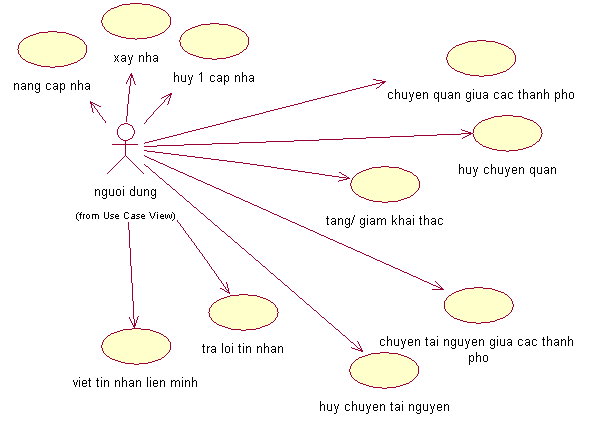 xay nha
nang cap nha
huy 1 cap nha
chuyen quan giua cac thanh pho
huy chuyen quan
nguoi dung
(from Use Case View)
tang/ giam khai thac
chuyen tai nguyen giua cac thanh
pho
tra loi tin nhan
viet tin nhan lien minh
huy chuyen tai nguyen